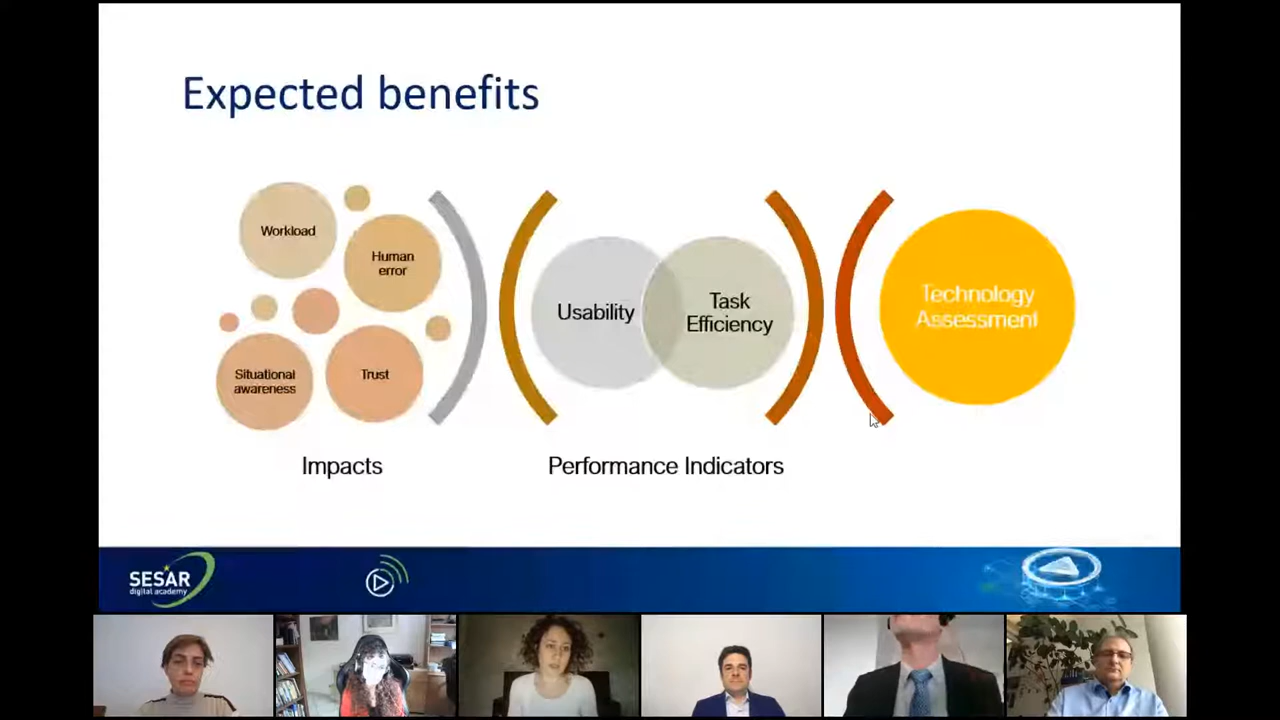 Expected benefits
Workload
Human
error
Situational
awareness
Trust
Impacts
Usability
Task
Efficiency
Performance Indicators
Technology
Assessment
SESAR
digital academy